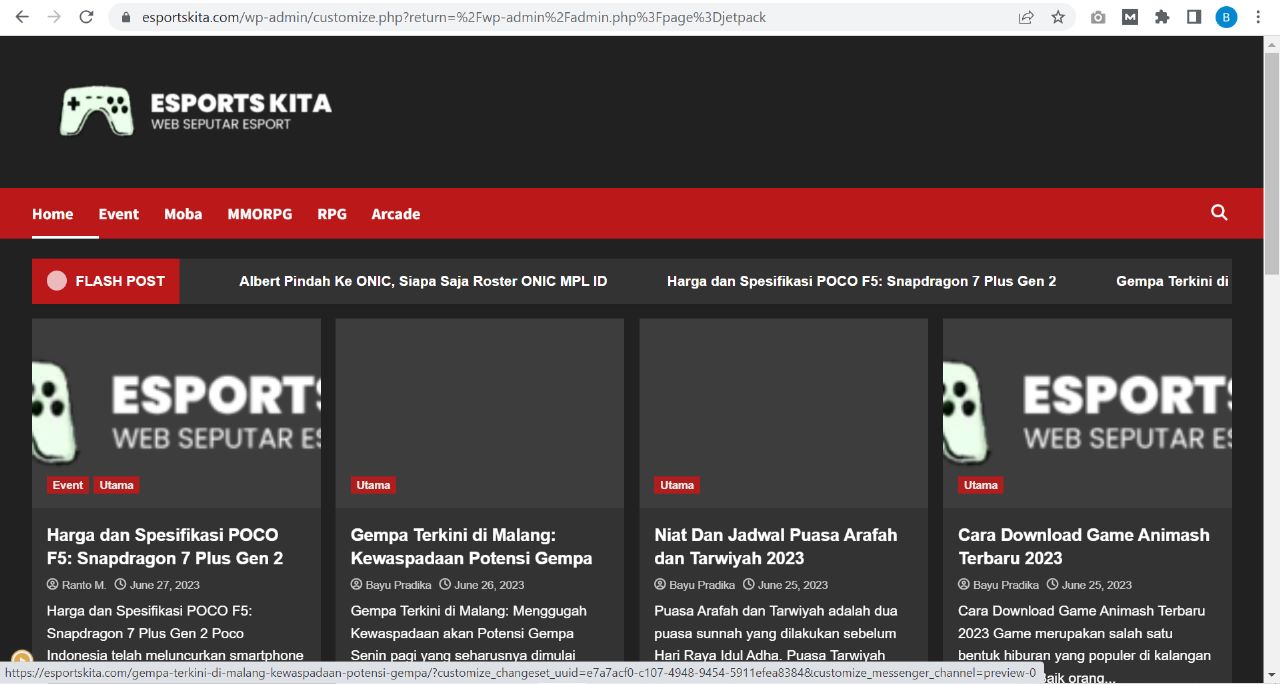 esportskita.com/wp-admin/customize.php?return=%2Fwp-admin%2Fadmin.php%3Fpage%3Djetpack
M
B
ESPORTS KITA
WEB SEPUTAR ESPORT
Home Event Moba MMORPG RPG Arcade
FLASH POST Albert Pindah Ke ONIC, Siapa Saja Roster ONIC MPL ID Harga dan Spesifikasi POCO F5: Snapdragon 7 Plus Gen 2 Gempa Terkini di
ESPORTS
WEB SEPUTAR ES
Event Utama
Harga dan Spesifikasi POCO
F5: Snapdragon 7 Plus Gen 2
Ranto M. June 27, 2023
Harga dan Spesifikasi POCO F5:
Snapdragon 7 Plus Gen 2 Poco
Indonesia telah meluncurkan smartphone
Utama
Gempa Terkini di Malang:
Kewaspadaan Potensi Gempa
Bayu Pradika June 26, 2023
Gempa Terkini di Malang: Menggugah
Kewaspadaan akan Potensi Gempa
Senin pagi yang seharusnya dimulai
Utama
Niat Dan Jadwal Puasa Arafah
dan Tarwiyah 2023
Bayu Pradika June 25, 2023
Puasa Arafah dan Tarwiyah adalah dua
puasa sunnah yang dilakukan sebelum
Hari Raya Idul Adha. Puasa Tarwiyah
ESPORTS
WEB SEPUTAR ES
Utama
Cara Download Game Animash
Terbaru 2023
Bayu Pradika June 25, 2023
Cara Download Game Animash Terbaru
2023 Game merupakan salah satu
bentuk hiburan yang populer di kalangan
Baik orang...
https://esportskita.com/gempa-terkini-di-malang-kewaspadaan-potensi-gempa/?customize_changeset_uuid=e7a7acf0-c107-4948-9454-5911efea8384&customize_messenger_channel=preview-0